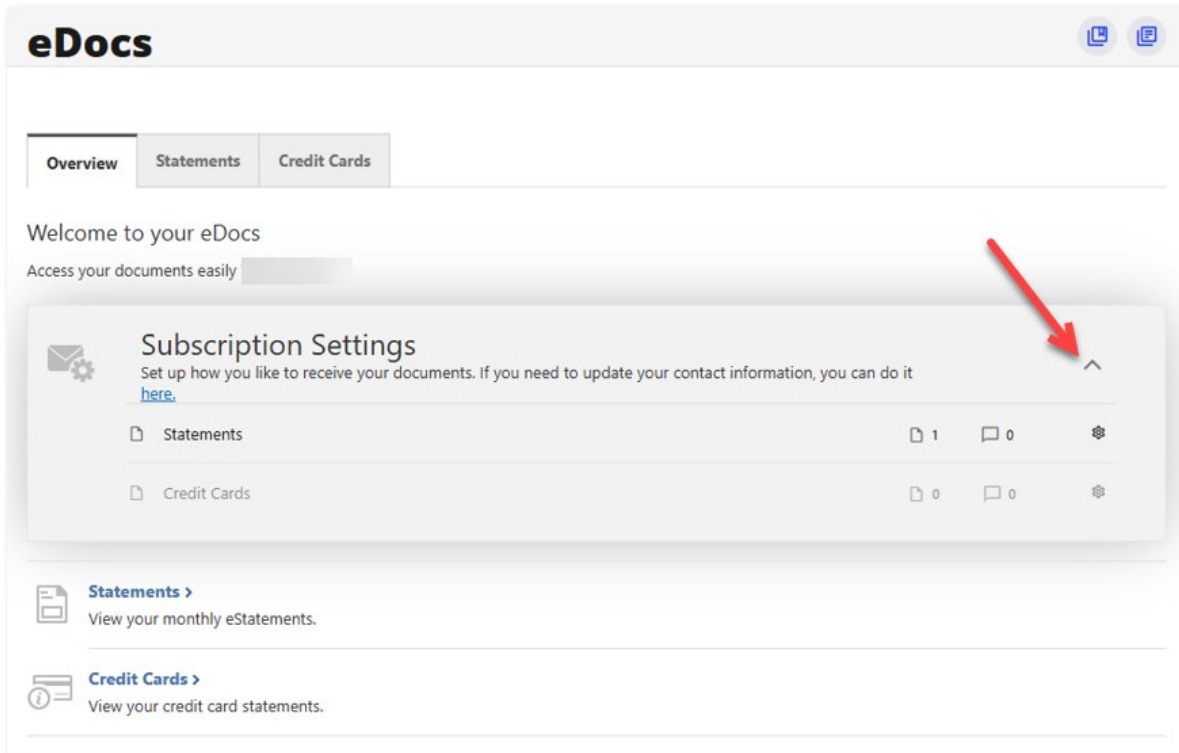 eDocs
Overview Statements Credit Cards
Welcome to your eDocs
Access your documents easily
Subscription Settings
Set up how you like to receive your documents. If you need to update your contact information, you can do it
here.
Statements 1 0
Credit Cards 0 0
Statements >
View your monthly eStatements.
Credit Cards >
View your credit card statements.